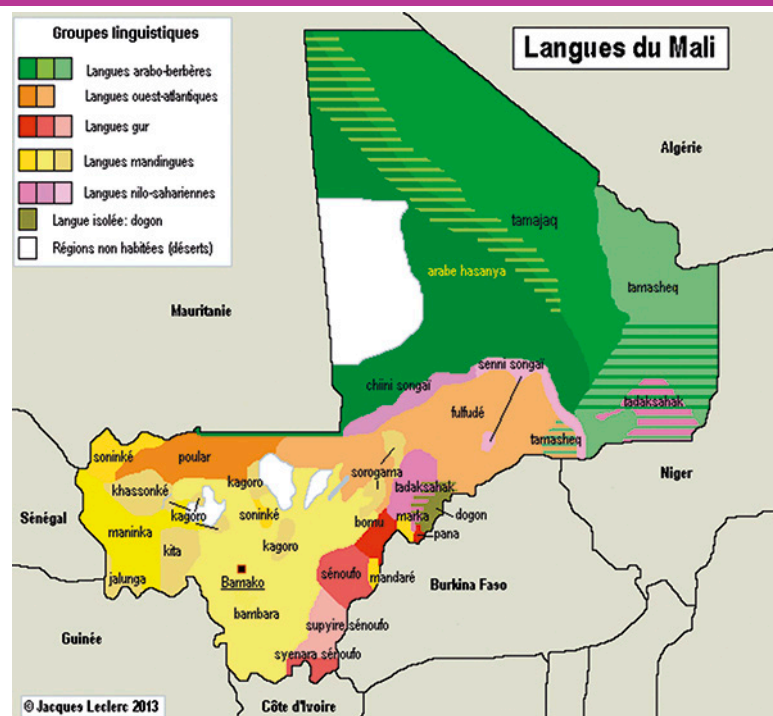 Groupes linguistiques
Langues arabo-berbères
Langues ouest-atlantiques
Langues gur
Langues mandingues
Langues nilo-sahariennes
Langue isolée: dogon
Régions non habitées (déserts)
Langues du Mali
Algérie
Mauritanie
tamajaq
arabe hasanya
tamasheq
senni songaï
chiini songaï
tadaksahak
fulfudé
tamasheq
Niger
soninké
poular
sorogama
kagoro
khassonké
tadaksahak
kagoro
soninké
Sénégal
maninka
bomu
marka
dogon
pana
kita
kagoro
jalunga
Bamako
sénoufo
mandaré
Burkina Faso
bambara
supyire sénoufo
Guinée
syenara sénoufo
© Jacques Leclerc 2013
Côte d'Ivoire